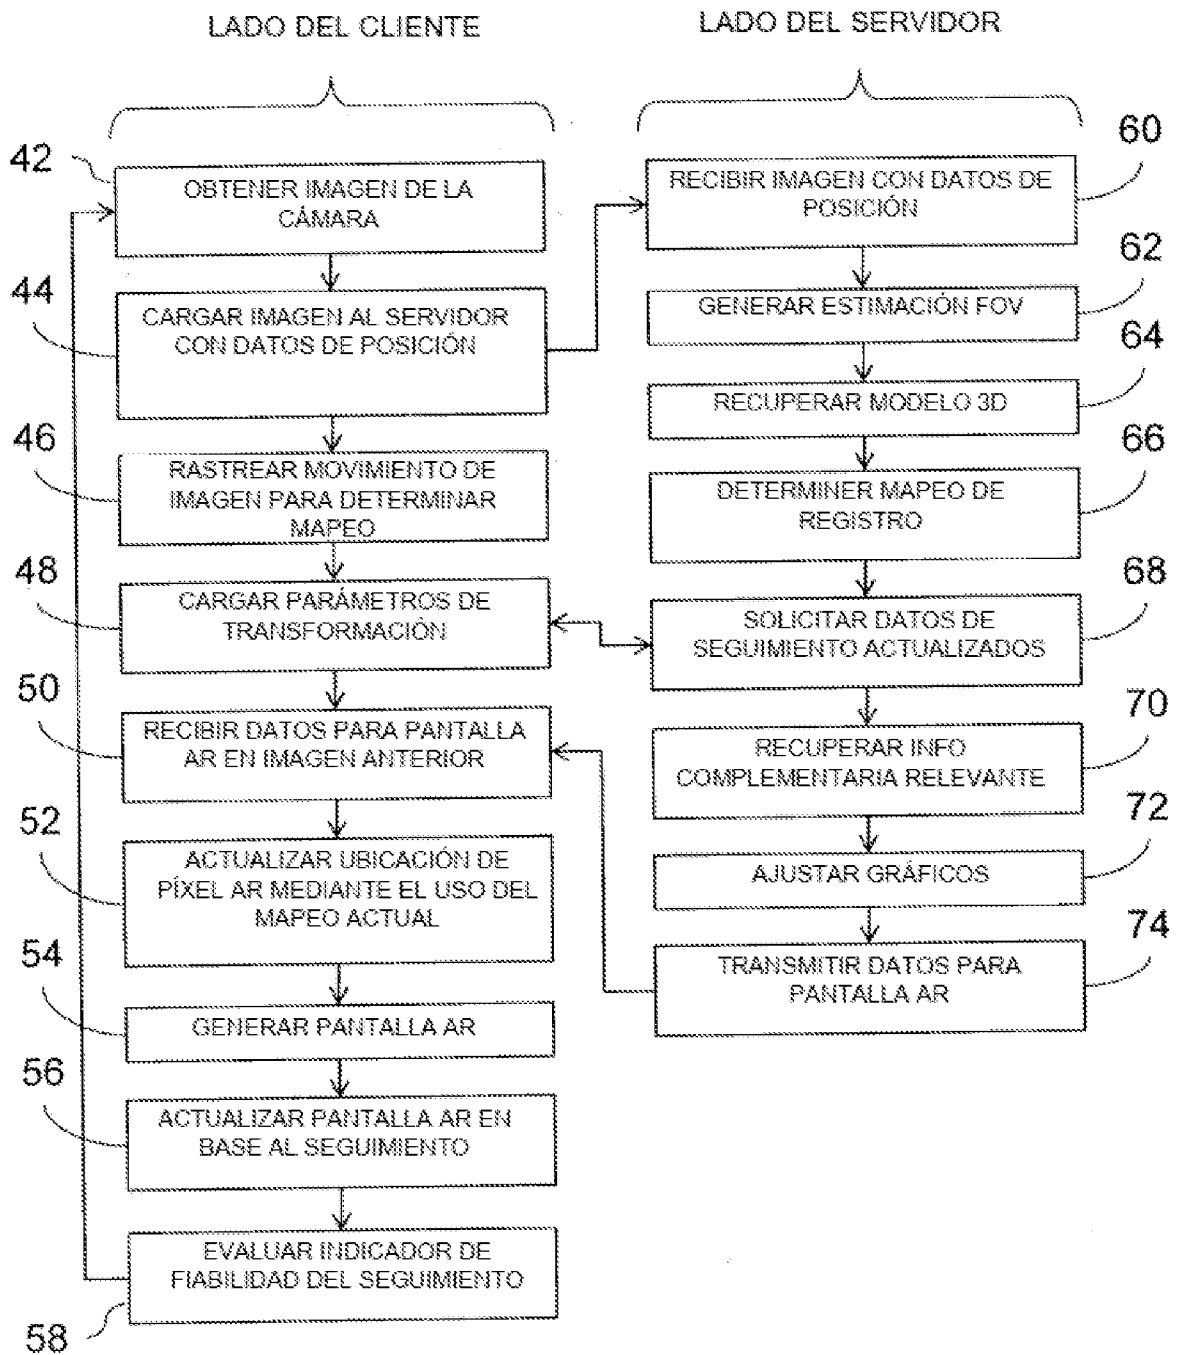 LADO DEL CLIENTE
42
OBTENER IMAGEN DE LA
CÁMARA
44
CARGAR IMAGEN AL SERVIDOR
CON DATOS DE POSICIÓN
46
RASTREAR MOVIMIENTO DE
IMAGEN PARA DETERMINAR
MAPEO
48
CARGAR PARÁMETROS DE
TRANSFORMACIÓN
50
RECIBIR DATOS PARA PANTALLA
AR EN IMAGEN ANTERIOR
52
ACTUALIZAR UBICACIÓN DE
PÍXEL AR MEDIANTE EL USO DEL
MAPEO ACTUAL
54
GENERAR PANTALLA AR
56
ACTUALIZAR PANTALLA AR EN
BASE AL SEGUIMIENTO
EVALUAR INDICADOR DE
FIABILIDAD DEL SEGUIMIENTO
58
LADO DEL SERVIDOR
60
RECIBIR IMAGEN CON DATOS DE
POSICIÓN
62
GENERAR ESTIMACIÓN FOV
64
RECUPERAR MODELO 3D
66
DETERMINER MAPEO DE
REGISTRO
68
SOLICITAR DATOS DE
SEGUIMIENTO ACTUALIZADOS
70
RECUPERAR INFO
COMPLEMENTARIA RELEVANTE
72
AJUSTAR GRÁFICOS
74
TRANSMITIR DATOS PARA
PANTALLA AR